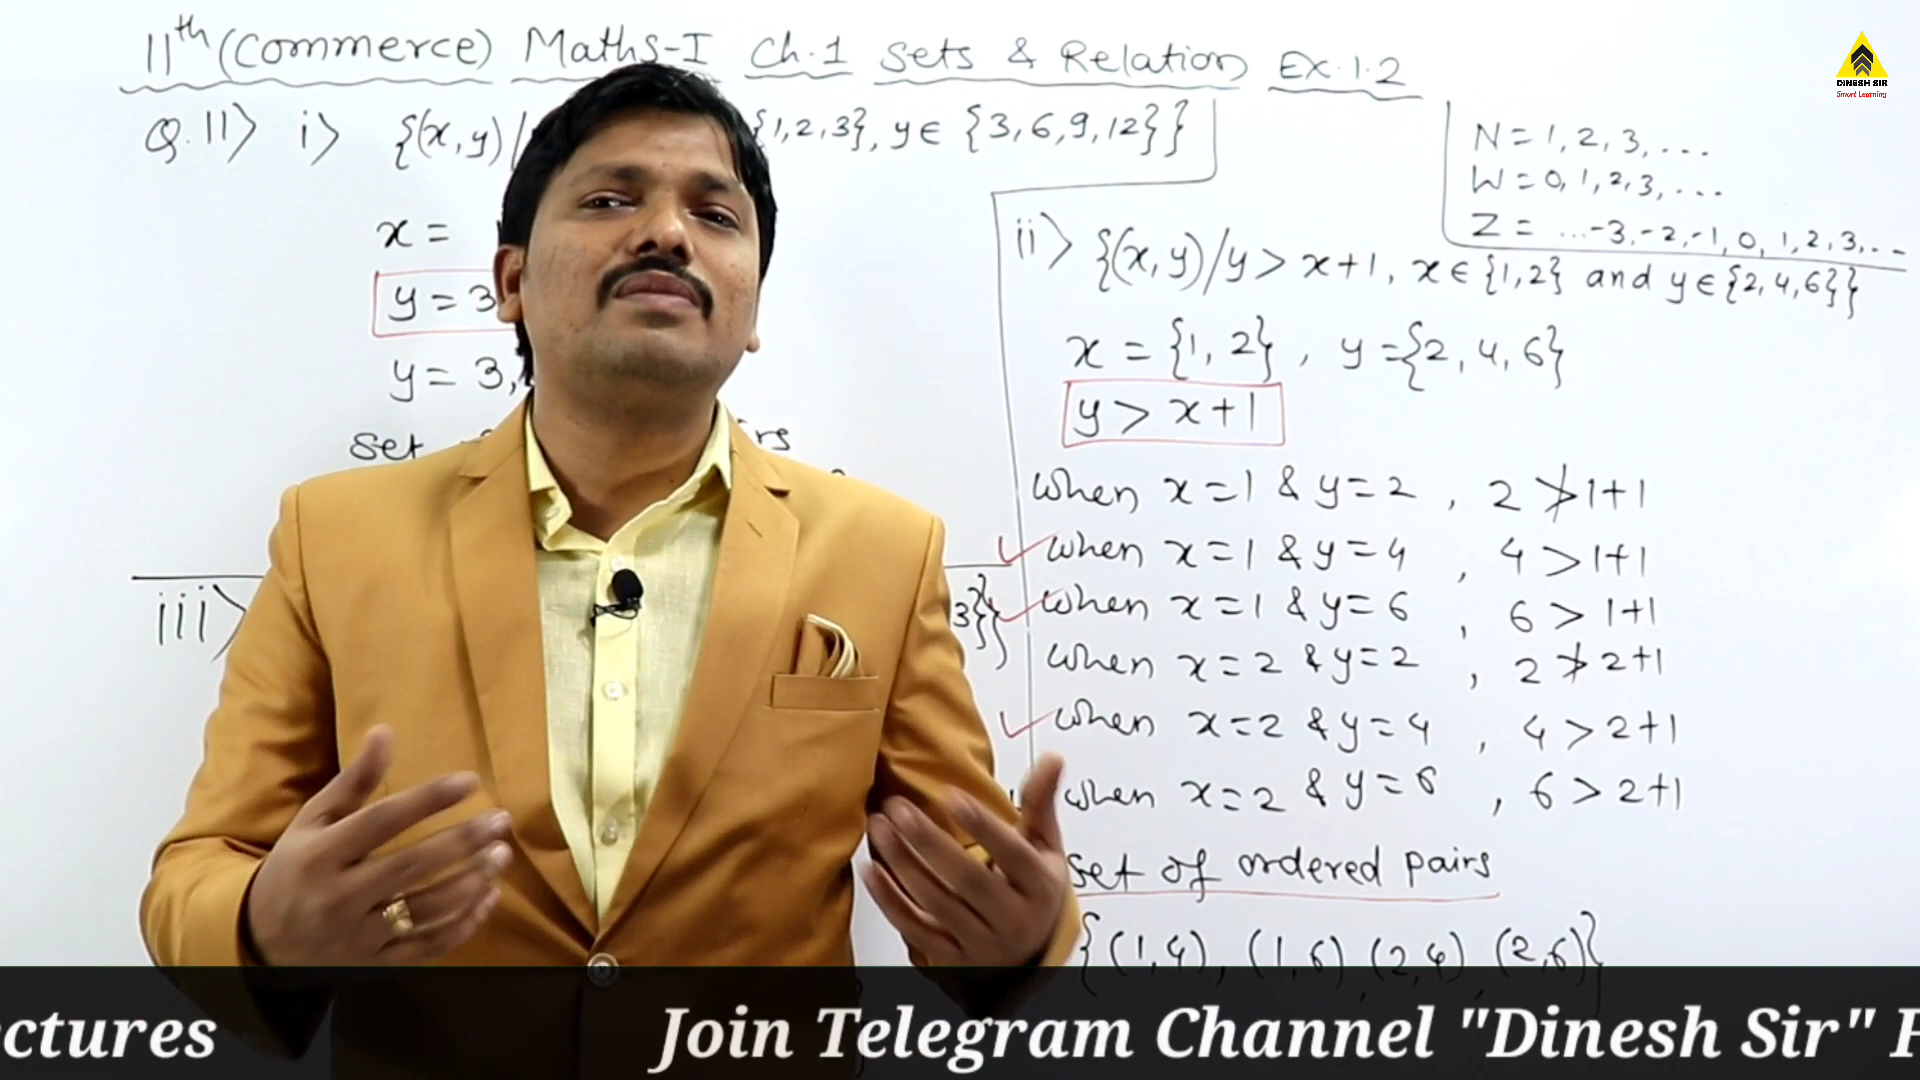 11th (Commerce) Maths-I Ch.1 Sets & Relation Ex.1.2
DINESH SIR
Smart Learning
Q.11> i> {(x,y)/ {1,2,3}, y∈ {3,6,9,12}}
x =
y = 3
y = 3,
set
iii>
3}}
N = 1, 2, 3, ...
W = 0, 1, 2, 3, ...
Z = ...-3, -2, -1, 0, 1, 2, 3, ...
ii> {(x,y)/y > x+1, x∈{1,2} and y∈{2,4,6}}
x = {1, 2}, y = {2, 4, 6}
y > x+1
when x=1 & y=2 , 2 ≯ 1+1
✓ when x=1 & y=4 , 4 > 1+1
✓ when x=1 & y=6 , 6 > 1+1
when x=2 & y=2 , 2 ≯ 2+1
✓ when x=2 & y=4 , 4 > 2+1
when x=2 & y=6 , 6 > 2+1
set of ordered pairs
{(1,4), (1,6), (2,4), (2,6)}
ctures Join Telegram Channel "Dinesh Sir" F